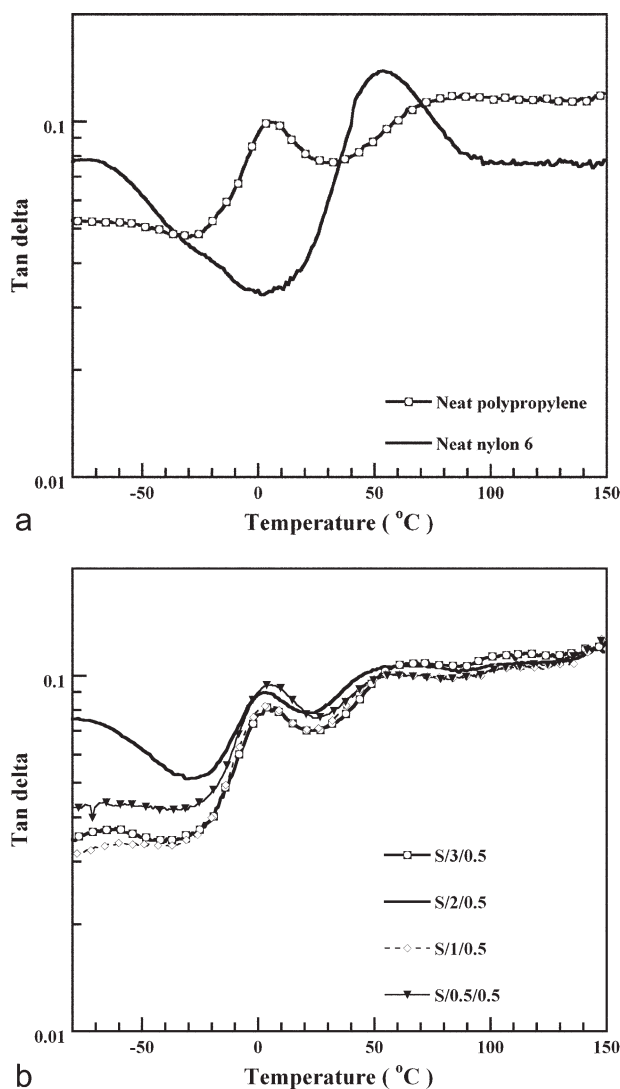 0.1
Tan delta
Neat polypropylene
Neat nylon 6
0.01
-50 0 50 100 150
a
Temperature ( °C )
0.1
Tan delta
S/3/0.5
S/2/0.5
S/1/0.5
S/0.5/0.5
0.01
-50 0 50 100 150
b
Temperature ( °C )